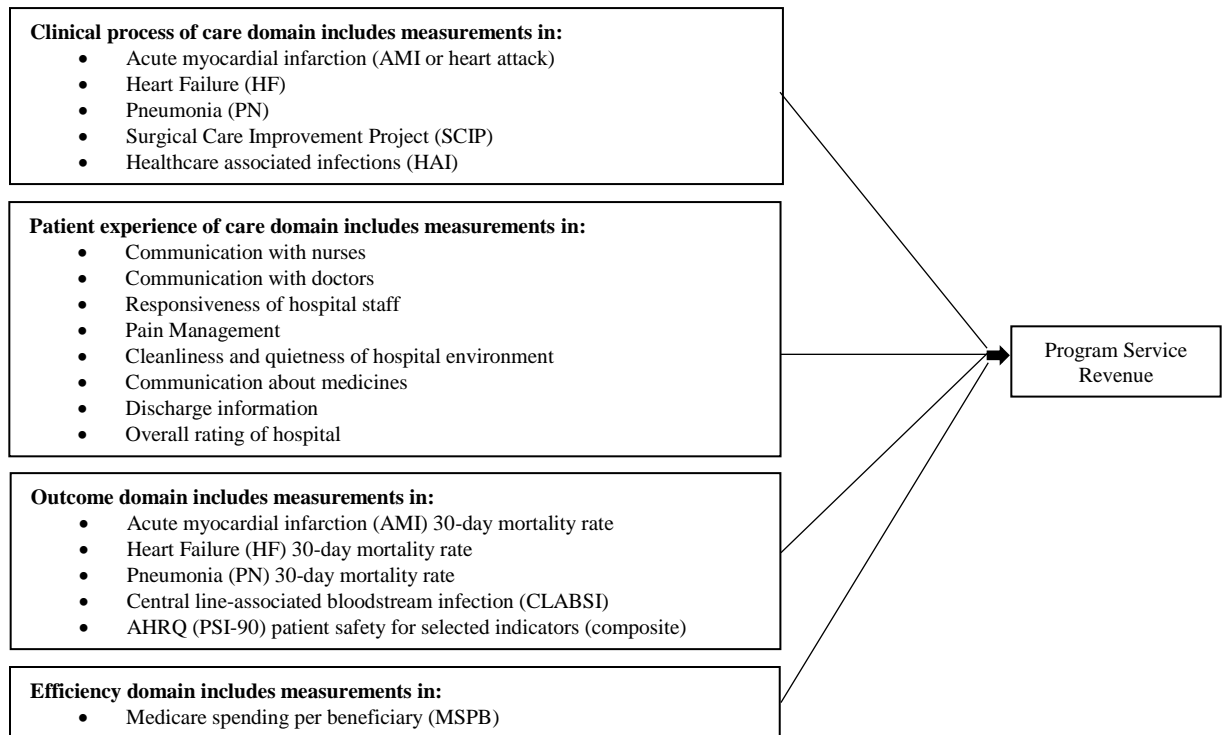 Clinical process of care domain includes measurements in:
• Acute myocardial infarction (AMI or heart attack)
• Heart Failure (HF)
• Pneumonia (PN)
• Surgical Care Improvement Project (SCIP)
• Healthcare associated infections (HAI)
Patient experience of care domain includes measurements in:
• Communication with nurses
• Communication with doctors
• Responsiveness of hospital staff
• Pain Management
• Cleanliness and quietness of hospital environment
• Communication about medicines
• Discharge information
• Overall rating of hospital
Outcome domain includes measurements in:
• Acute myocardial infarction (AMI) 30-day mortality rate
• Heart Failure (HF) 30-day mortality rate
• Pneumonia (PN) 30-day mortality rate
• Central line-associated bloodstream infection (CLABSI)
• AHRQ (PSI-90) patient safety for selected indicators (composite)
Efficiency domain includes measurements in:
• Medicare spending per beneficiary (MSPB)
Program Service
Revenue